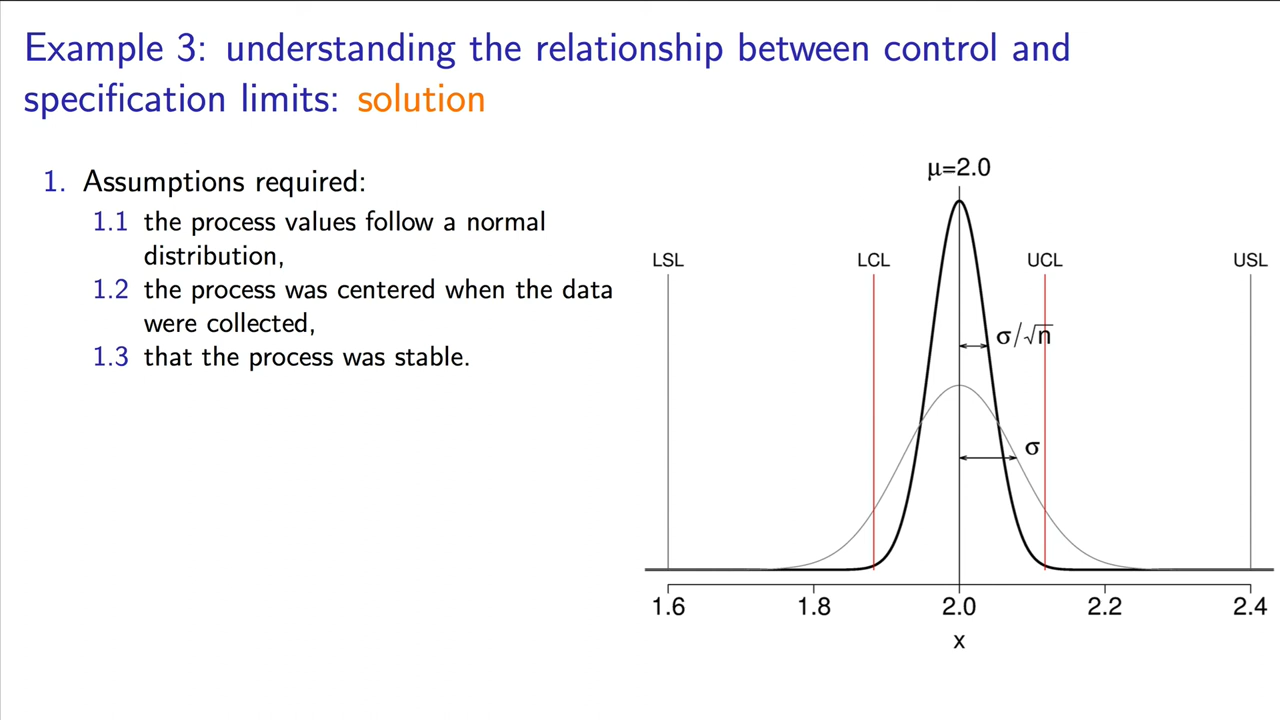 Example 3: understanding the relationship between control and
specification limits: solution
1. Assumptions required:
1.1 the process values follow a normal
distribution,
1.2 the process was centered when the data
were collected,
1.3 that the process was stable.
μ=2.0
LSL
LCL
UCL
USL
σ/√n
σ
1.6
1.8
2.0
2.2
2.4
x